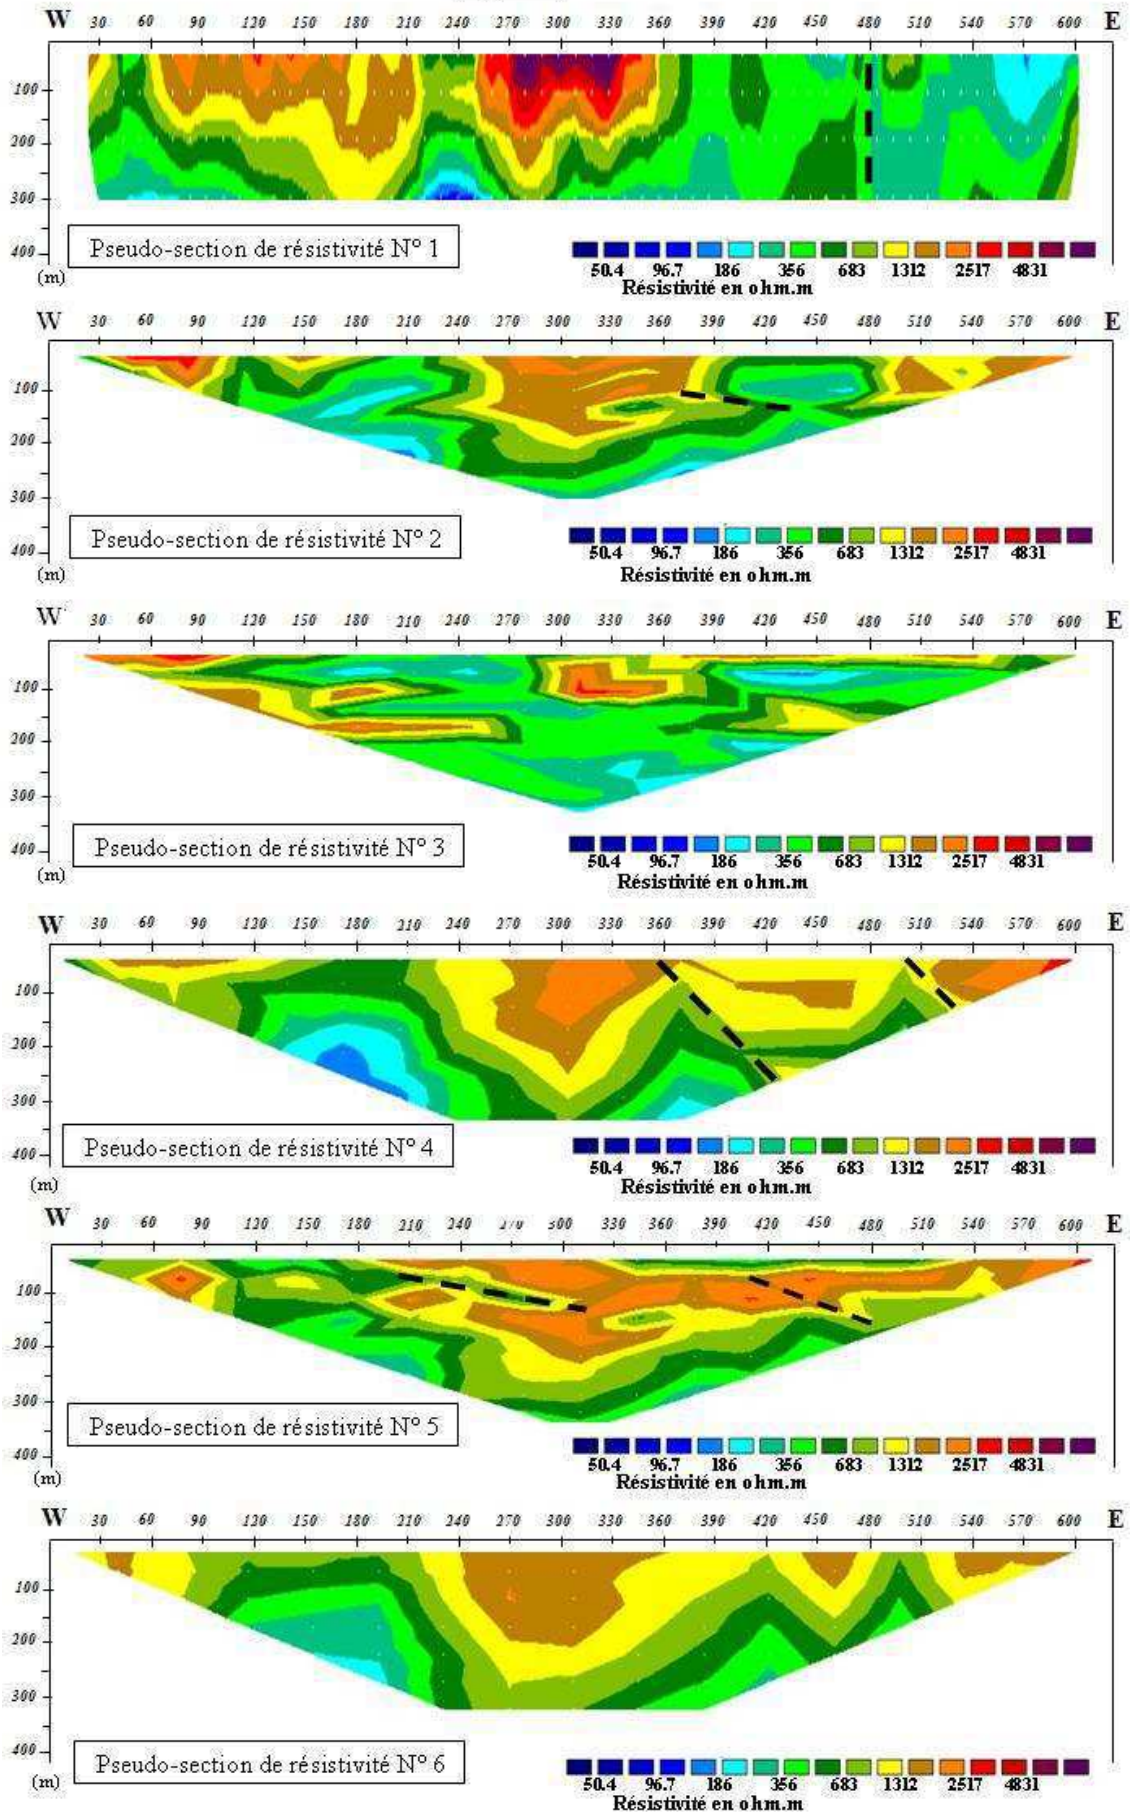 W 30 60 90 120 150 180 210 240 270 300 330 360 390 420 450 480 510 540 570 600 E
100
200
300
400
(m)
Pseudo-section de résistivité N° 1
50.4 96.7 186 356 683 1312 2517 4831
Résistivité en ohm.m
W 30 60 90 120 150 180 210 240 270 300 330 360 390 420 450 480 510 540 570 600 E
100
200
300
400
(m)
Pseudo-section de résistivité N° 2
50.4 96.7 186 356 683 1312 2517 4831
Résistivité en ohm.m
W 30 60 90 120 150 180 210 240 270 300 330 360 390 420 450 480 510 540 570 600 E
100
200
300
400
(m)
Pseudo-section de résistivité N° 3
50.4 96.7 186 356 683 1312 2517 4831
Résistivité en ohm.m
W 30 60 90 120 150 180 210 240 270 300 330 360 390 420 450 480 510 540 570 600 E
100
200
300
400
(m)
Pseudo-section de résistivité N° 4
50.4 96.7 186 356 683 1312 2517 4831
Résistivité en ohm.m
W 30 60 90 120 150 180 210 240 270 300 330 360 390 420 450 480 510 540 570 600 E
100
200
300
400
(m)
Pseudo-section de résistivité N° 5
50.4 96.7 186 356 683 1312 2517 4831
Résistivité en ohm.m
W 30 60 90 120 150 180 210 240 270 300 330 360 390 420 450 480 510 540 570 600 E
100
200
300
400
(m)
Pseudo-section de résistivité N° 6
50.4 96.7 186 356 683 1312 2517 4831
Résistivité en ohm.m